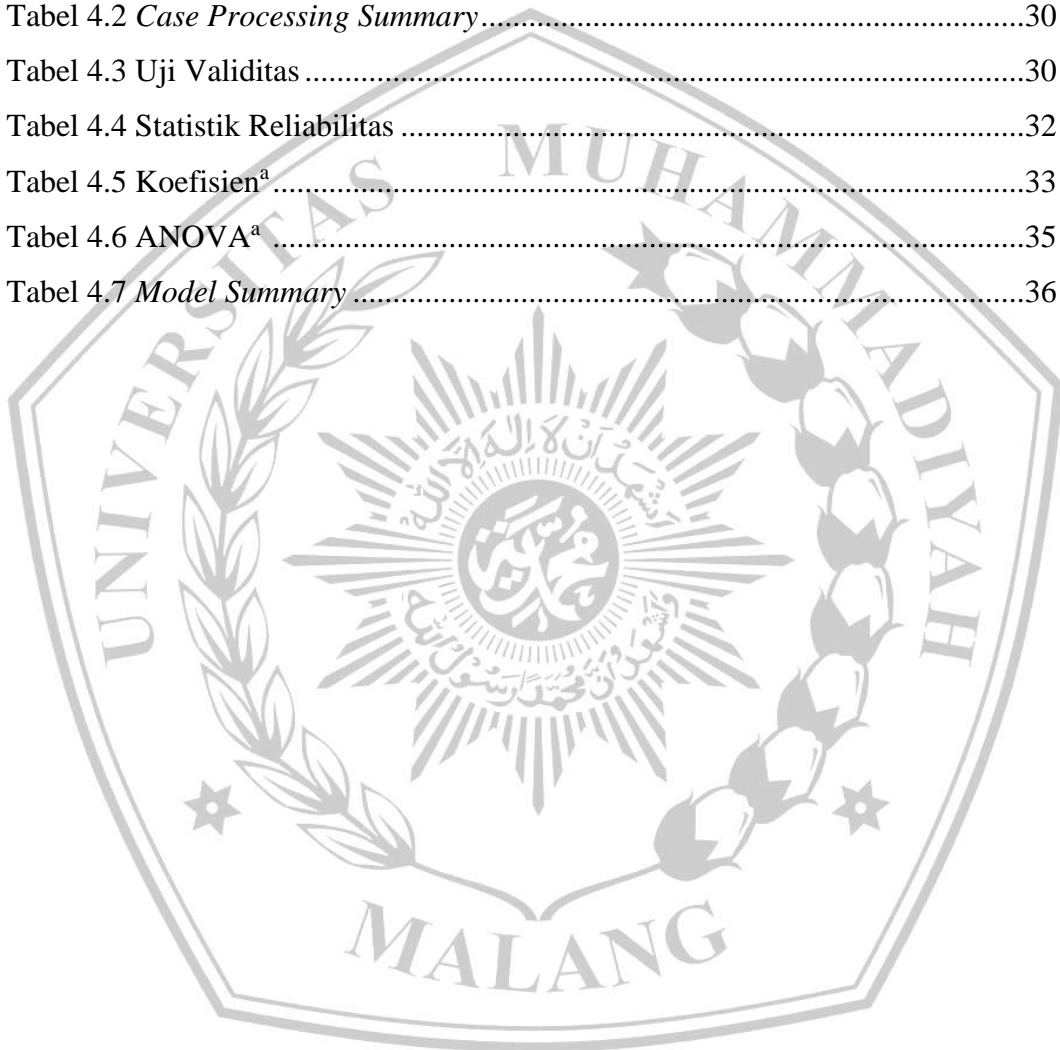 Tabel 4.2 Case Processing Summary....................................................................................30
Tabel 4.3 Uji Validitas....................................................................................30
Tabel 4.4 Statistik Reliabilitas....................................................................................32
Tabel 4.5 Koefisienᵃ....................................................................................33
Tabel 4.6 ANOVAᵃ....................................................................................35
Tabel 4.7 Model Summary....................................................................................36
UNIVERSITAS MUHAMMADIYAH
MALANG